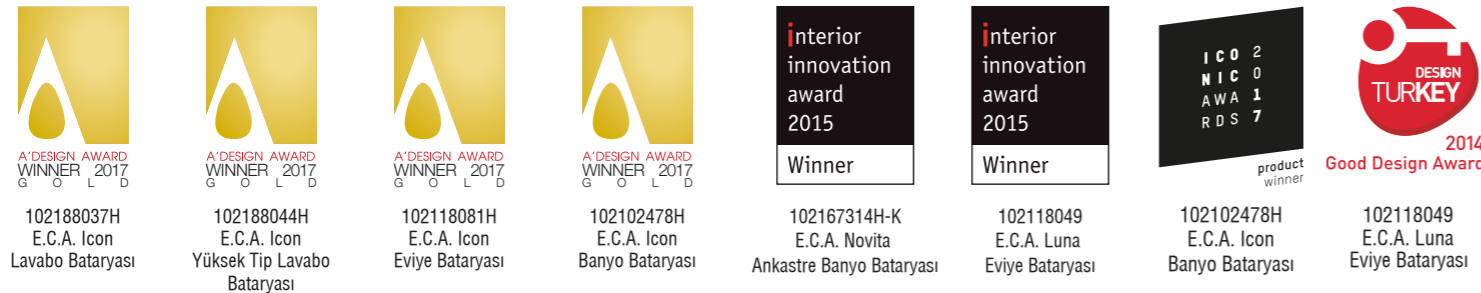 A'DESIGN AWARD
WINNER 2017
GOLD
102188037H
E.C.A. Icon
Lavabo Bataryası
A'DESIGN AWARD
WINNER 2017
GOLD
102188044H
E.C.A. Icon
Yüksek Tip Lavabo
Bataryası
A'DESIGN AWARD
WINNER 2017
GOLD
102118081H
E.C.A. Icon
Eviye Bataryası
A'DESIGN AWARD
WINNER 2017
GOLD
102102478H
E.C.A. Icon
Banyo Bataryası
interior
innovation
award
2015
Winner
102167314H-K
E.C.A. Novita
Ankastre Banyo Bataryası
interior
innovation
award
2015
Winner
102118049
E.C.A. Luna
Eviye Bataryası
ICO 2
NIC 0
AWA 1
RDS 7
product
winner
102102478H
E.C.A. Icon
Banyo Bataryası
DESIGN
TURKEY
2014
Good Design Award
102118049
E.C.A. Luna
Eviye Bataryası